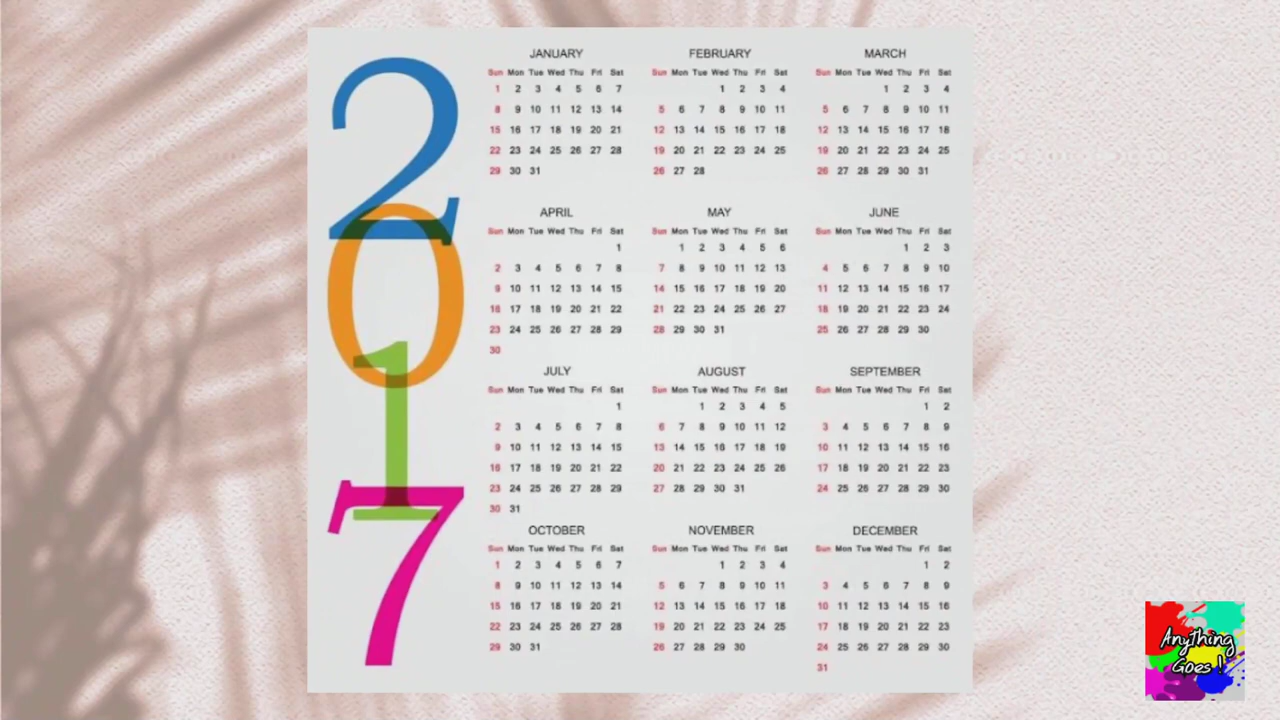 2
0
1
7
JANUARY
Sun Mon Tue Wed Thu Fri Sat
1 2 3 4 5 6 7
8 9 10 11 12 13 14
15 16 17 18 19 20 21
22 23 24 25 26 27 28
29 30 31
FEBRUARY
Sun Mon Tue Wed Thu Fri Sat
1 2 3 4
5 6 7 8 9 10 11
12 13 14 15 16 17 18
19 20 21 22 23 24 25
26 27 28
MARCH
Sun Mon Tue Wed Thu Fri Sat
1 2 3 4
5 6 7 8 9 10 11
12 13 14 15 16 17 18
19 20 21 22 23 24 25
26 27 28 29 30 31
APRIL
Sun Mon Tue Wed Thu Fri Sat
1
2 3 4 5 6 7 8
9 10 11 12 13 14 15
16 17 18 19 20 21 22
23 24 25 26 27 28 29
30
MAY
Sun Mon Tue Wed Thu Fri Sat
1 2 3 4 5 6
7 8 9 10 11 12 13
14 15 16 17 18 19 20
21 22 23 24 25 26 27
28 29 30 31
JUNE
Sun Mon Tue Wed Thu Fri Sat
1 2 3
4 5 6 7 8 9 10
11 12 13 14 15 16 17
18 19 20 21 22 23 24
25 26 27 28 29 30
JULY
Sun Mon Tue Wed Thu Fri Sat
1
2 3 4 5 6 7 8
9 10 11 12 13 14 15
16 17 18 19 20 21 22
23 24 25 26 27 28 29
30 31
AUGUST
Sun Mon Tue Wed Thu Fri Sat
1 2 3 4 5
6 7 8 9 10 11 12
13 14 15 16 17 18 19
20 21 22 23 24 25 26
27 28 29 30 31
SEPTEMBER
Sun Mon Tue Wed Thu Fri Sat
1 2
3 4 5 6 7 8 9
10 11 12 13 14 15 16
17 18 19 20 21 22 23
24 25 26 27 28 29 30
OCTOBER
Sun Mon Tue Wed Thu Fri Sat
1 2 3 4 5 6 7
8 9 10 11 12 13 14
15 16 17 18 19 20 21
22 23 24 25 26 27 28
29 30 31
NOVEMBER
Sun Mon Tue Wed Thu Fri Sat
1 2 3 4
5 6 7 8 9 10 11
12 13 14 15 16 17 18
19 20 21 22 23 24 25
26 27 28 29 30
DECEMBER
Sun Mon Tue Wed Thu Fri Sat
1 2
3 4 5 6 7 8 9
10 11 12 13 14 15 16
17 18 19 20 21 22 23
24 25 26 27 28 29 30
31
Anything
Goes !